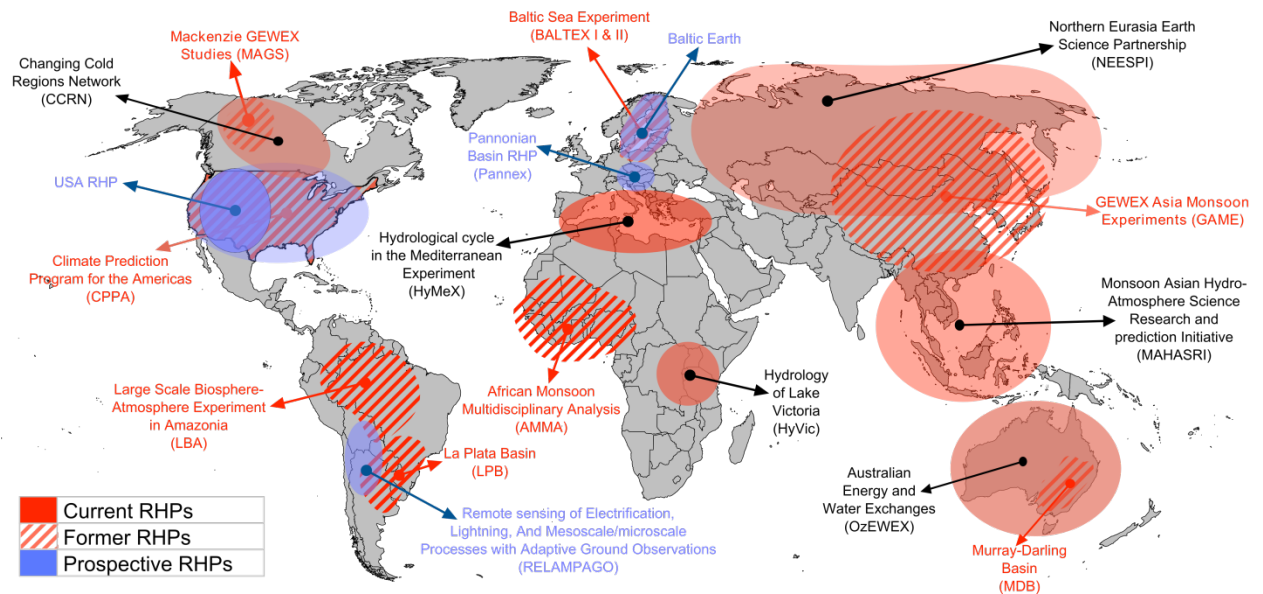 Mackenzie GEWEX
Studies (MAGS)
Changing Cold
Regions Network
(CCRN)
USA RHP
Climate Prediction
Program for the Americas
(CPPA)
Baltic Sea Experiment
(BALTEX I & II)
Baltic Earth
Pannonian
Basin RHP
(Pannex)
Northern Eurasia Earth
Science Partnership
(NEESPI)
GEWEX Asia Monsoon
Experiments (GAME)
Hydrological cycle
in the Mediterranean
Experiment
(HyMeX)
Monsoon Asian Hydro-
Atmosphere Science
Research and
prediction Initiative
(MAHASRI)
Large Scale Biosphere-
Atmosphere Experiment
in Amazonia
(LBA)
African Monsoon
Multidisciplinary Analysis
(AMMA)
Hydrology
of Lake
Victoria
(HyVic)
La Plata Basin
(LPB)
Remote sensing of Electrification,
Lightning, And Mesoscale/microscale
Processes with Adaptive Ground Observations
(RELAMPAGO)
Australian
Energy and
Water Exchanges
(OzEWEX)
Murray-Darling
Basin
(MDB)
Current RHPs
Former RHPs
Prospective RHPs